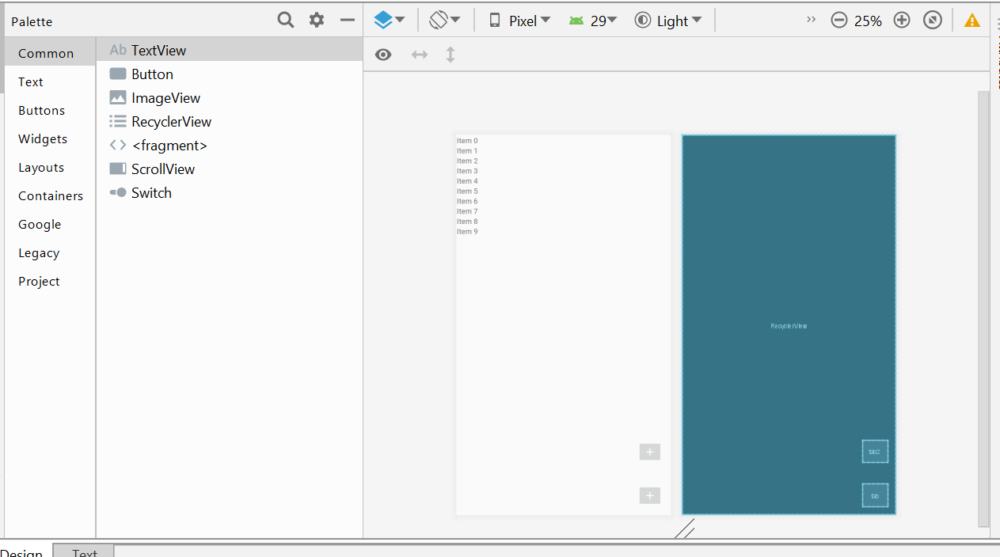 Palette
Pixel 29 Light 25%
Common
Text
Buttons
Widgets
Layouts
Containers
Google
Legacy
Project
Ab TextView
Button
ImageView
RecyclerView
<fragment>
ScrollView
Switch
Item 0
Item 1
Item 2
Item 3
Item 4
Item 5
Item 6
Item 7
Item 8
Item 9
RecyclerView
tab2
tab
Design Text